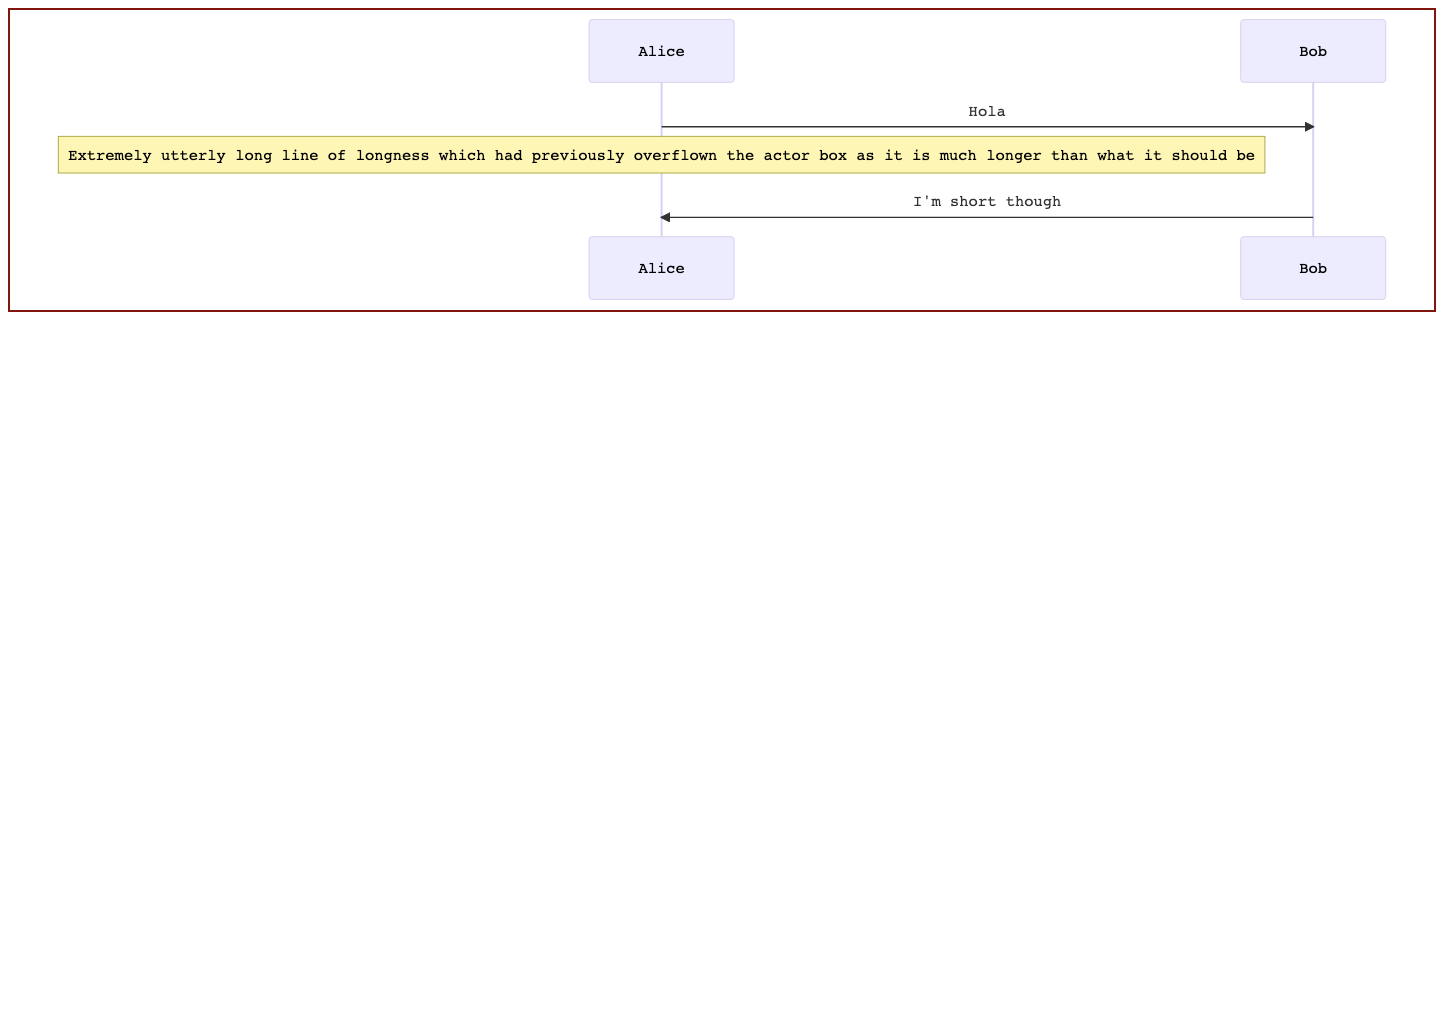 Alice
Bob
Hola
Extremely utterly long line of longness which had previously overflown the actor box as it is much longer than what it should be
I'm short though
Alice
Bob